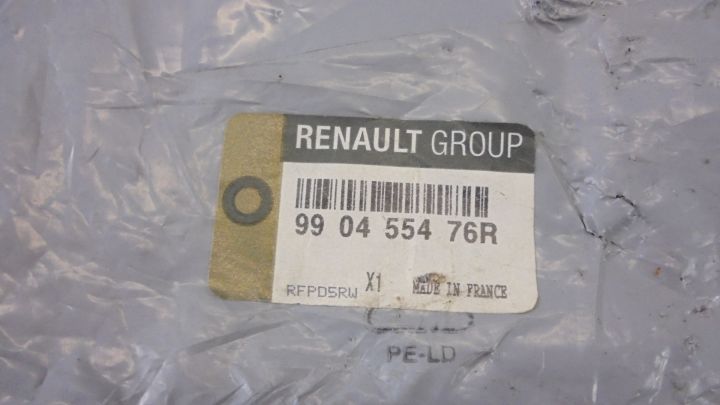 RENAULT GROUP
99 04 554 76R
RFPD5RW X1 MADE IN FRANCE
PE-LD